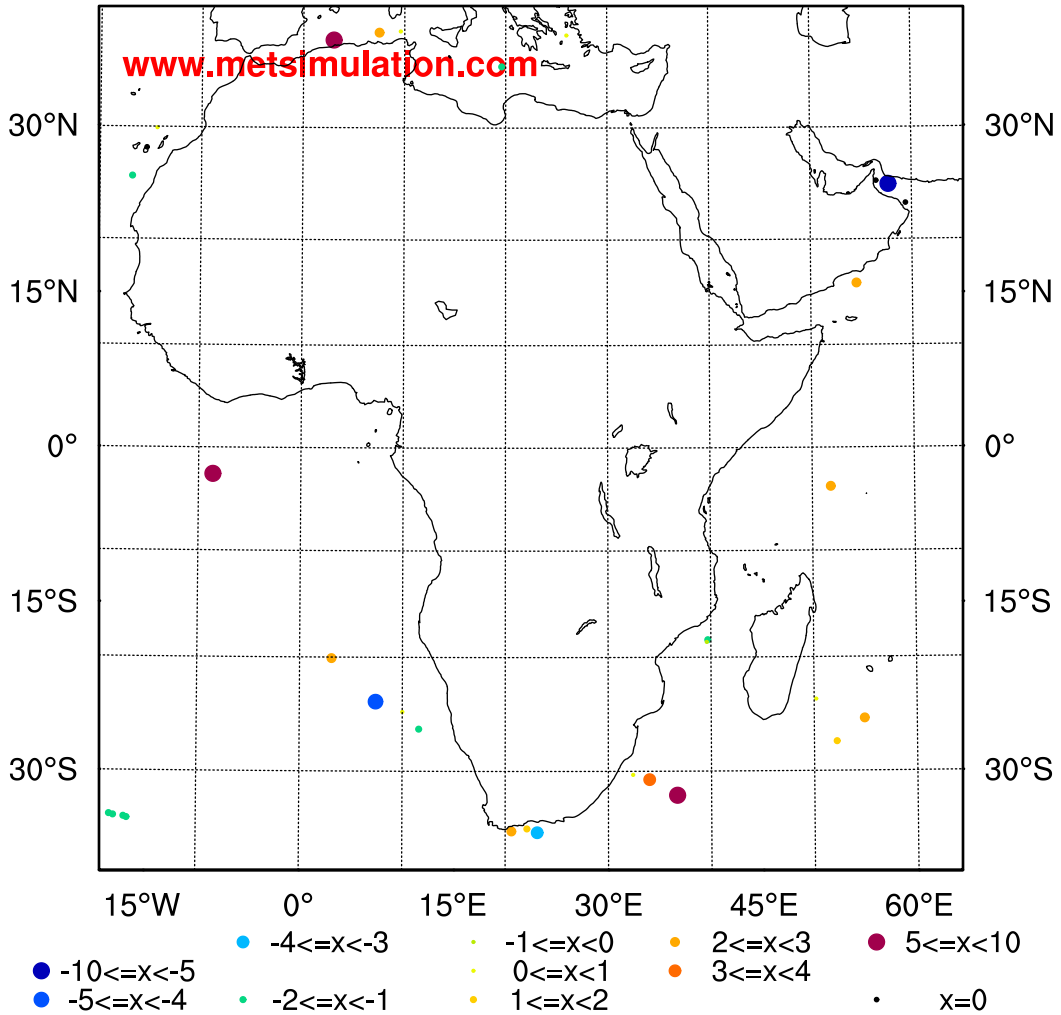 www.metsimulation.com
30°N 30°N
15°N 15°N
0° 0°
15°S 15°S
30°S 30°S
15°W 0° 15°E 30°E 45°E 60°E
-4<=x<-3 -1<=x<0 2<=x<3 5<=x<10
-10<=x<-5 0<=x<1 3<=x<4
-5<=x<-4 -2<=x<-1 1<=x<2 x=0